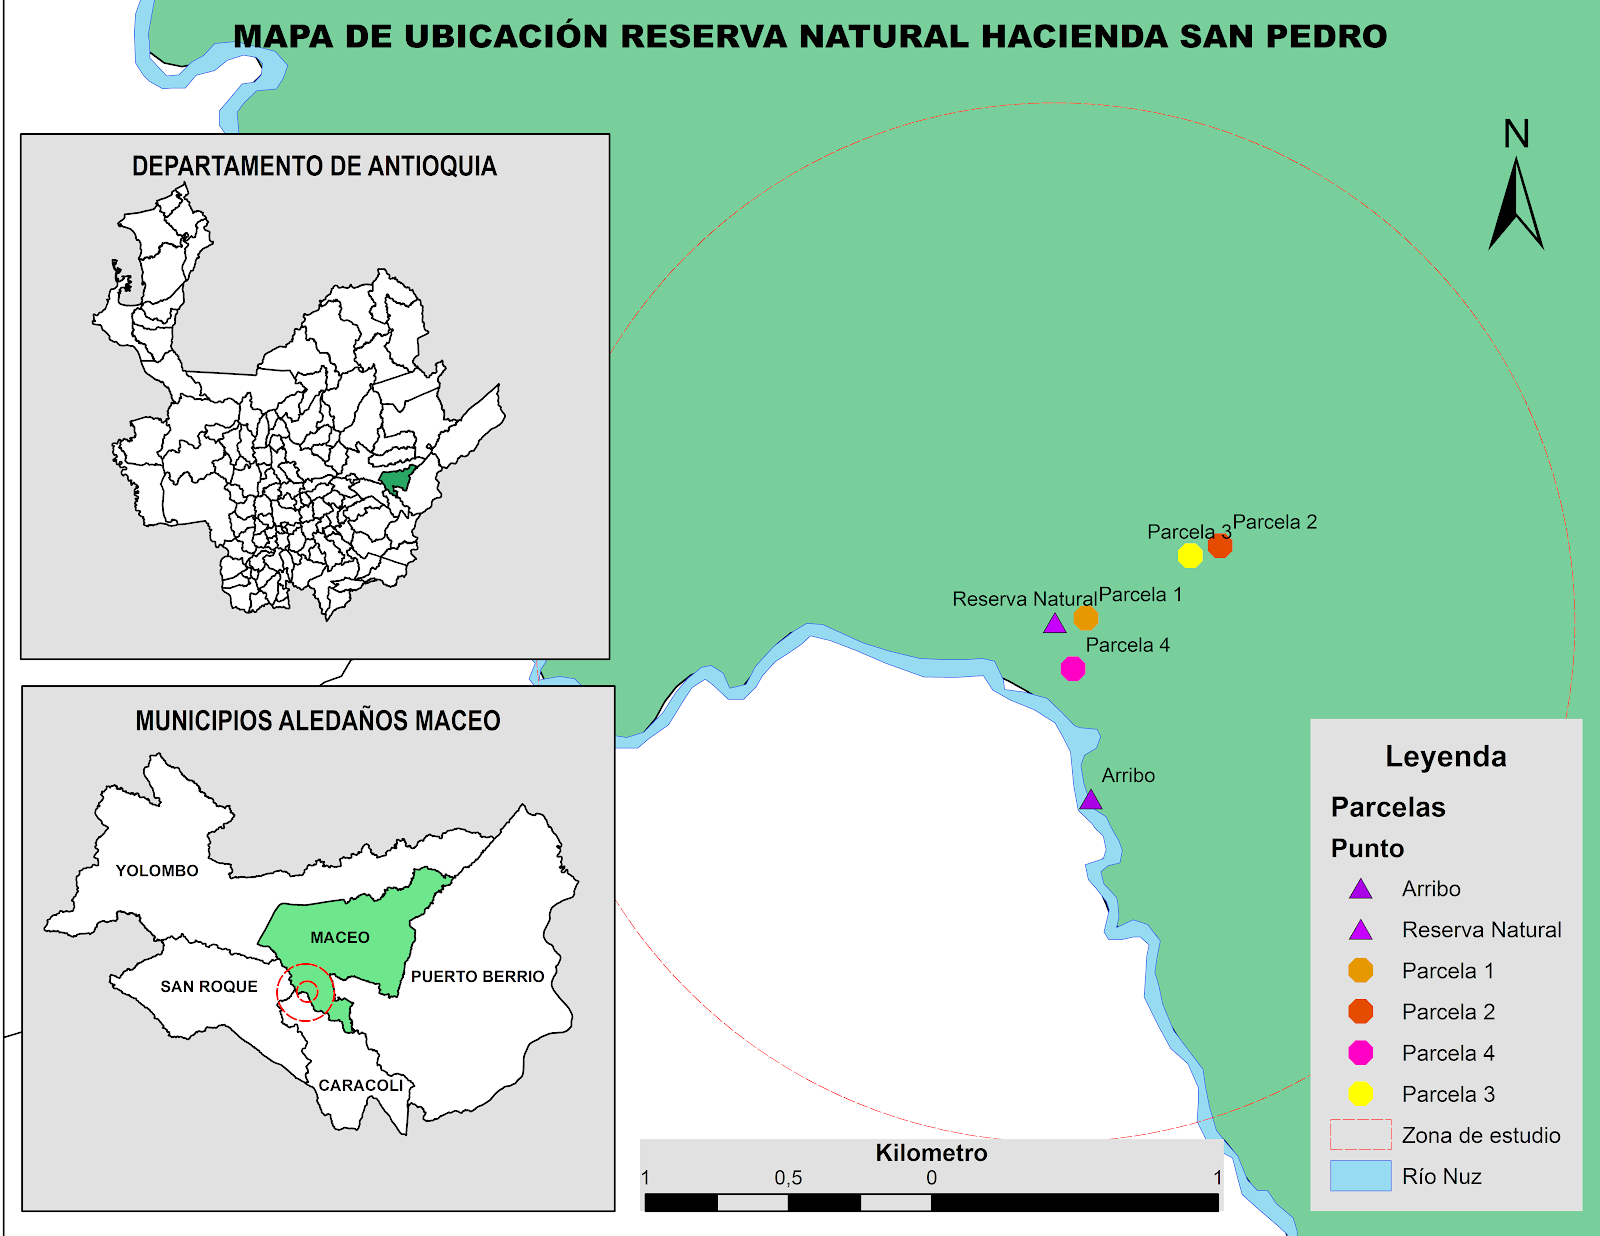 MAPA DE UBICACIÓN RESERVA NATURAL HACIENDA SAN PEDRO
N
DEPARTAMENTO DE ANTIOQUIA
MUNICIPIOS ALEDAÑOS MACEO
YOLOMBO
MACEO
SAN ROQUE
PUERTO BERRIO
CARACOLI
Parcela 2
Parcela 3
Parcela 1
Reserva Natural
Parcela 4
Arribo
Leyenda
Parcelas
Punto
Arribo
Reserva Natural
Parcela 1
Parcela 2
Parcela 4
Parcela 3
Zona de estudio
Río Nuz
Kilometro
1 0,5 0 1